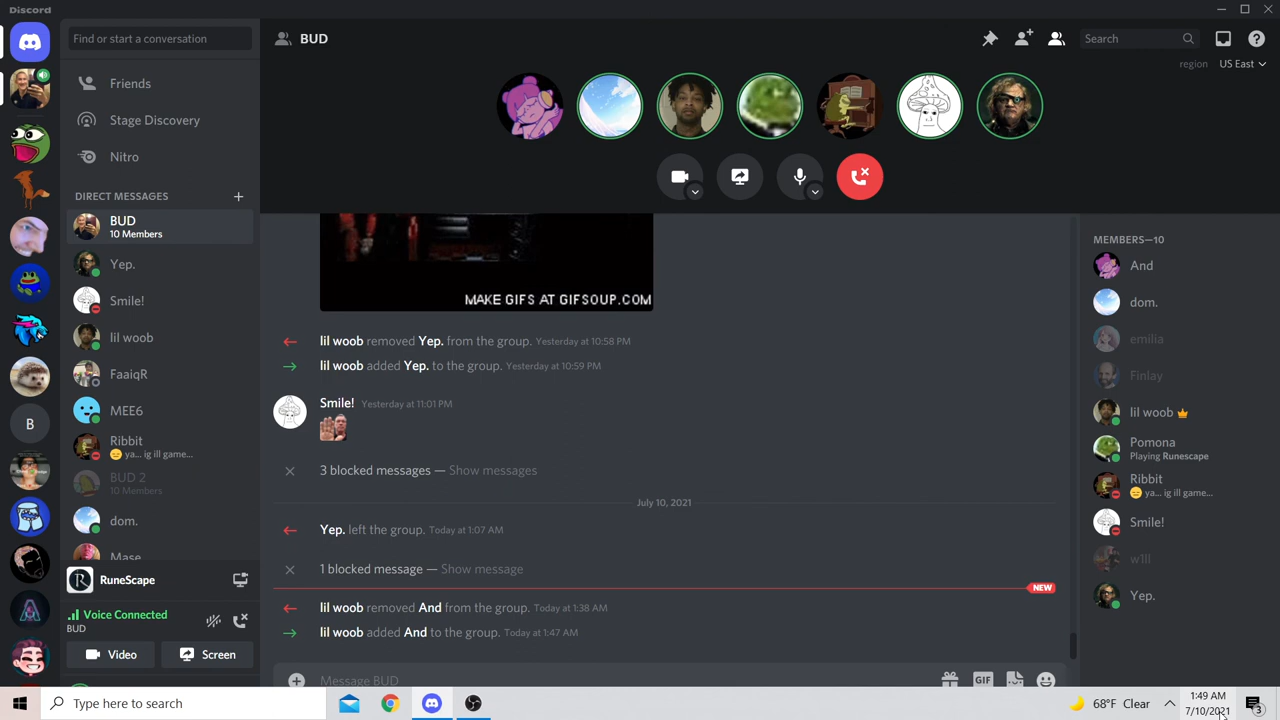 Discord
Find or start a conversation
Friends
Stage Discovery
Nitro
DIRECT MESSAGES
BUD
10 Members
Yep.
Smile!
lil woob
FaaiqR
MEE6
Ribbit
ya... ig ill game...
BUD 2
10 Members
dom.
Mase
RuneScape
Voice Connected
BUD
Video
Screen
B
BUD
Search
region US East
MAKE GIFS AT GIFSOUP.COM
lil woob removed Yep. from the group. Yesterday at 10:58 PM
lil woob added Yep. to the group. Yesterday at 10:59 PM
Smile! Yesterday at 11:01 PM
3 blocked messages — Show messages
July 10, 2021
Yep. left the group. Today at 1:07 AM
1 blocked message — Show message
NEW
lil woob removed And from the group. Today at 1:38 AM
lil woob added And to the group. Today at 1:47 AM
Message BUD
GIF
MEMBERS—10
And
dom.
emilia
Finlay
lil woob
Pomona
Playing Runescape
Ribbit
ya... ig ill game...
Smile!
w1ll
Yep.
Type here to search
68°F Clear
1:49 AM
7/10/2021
3